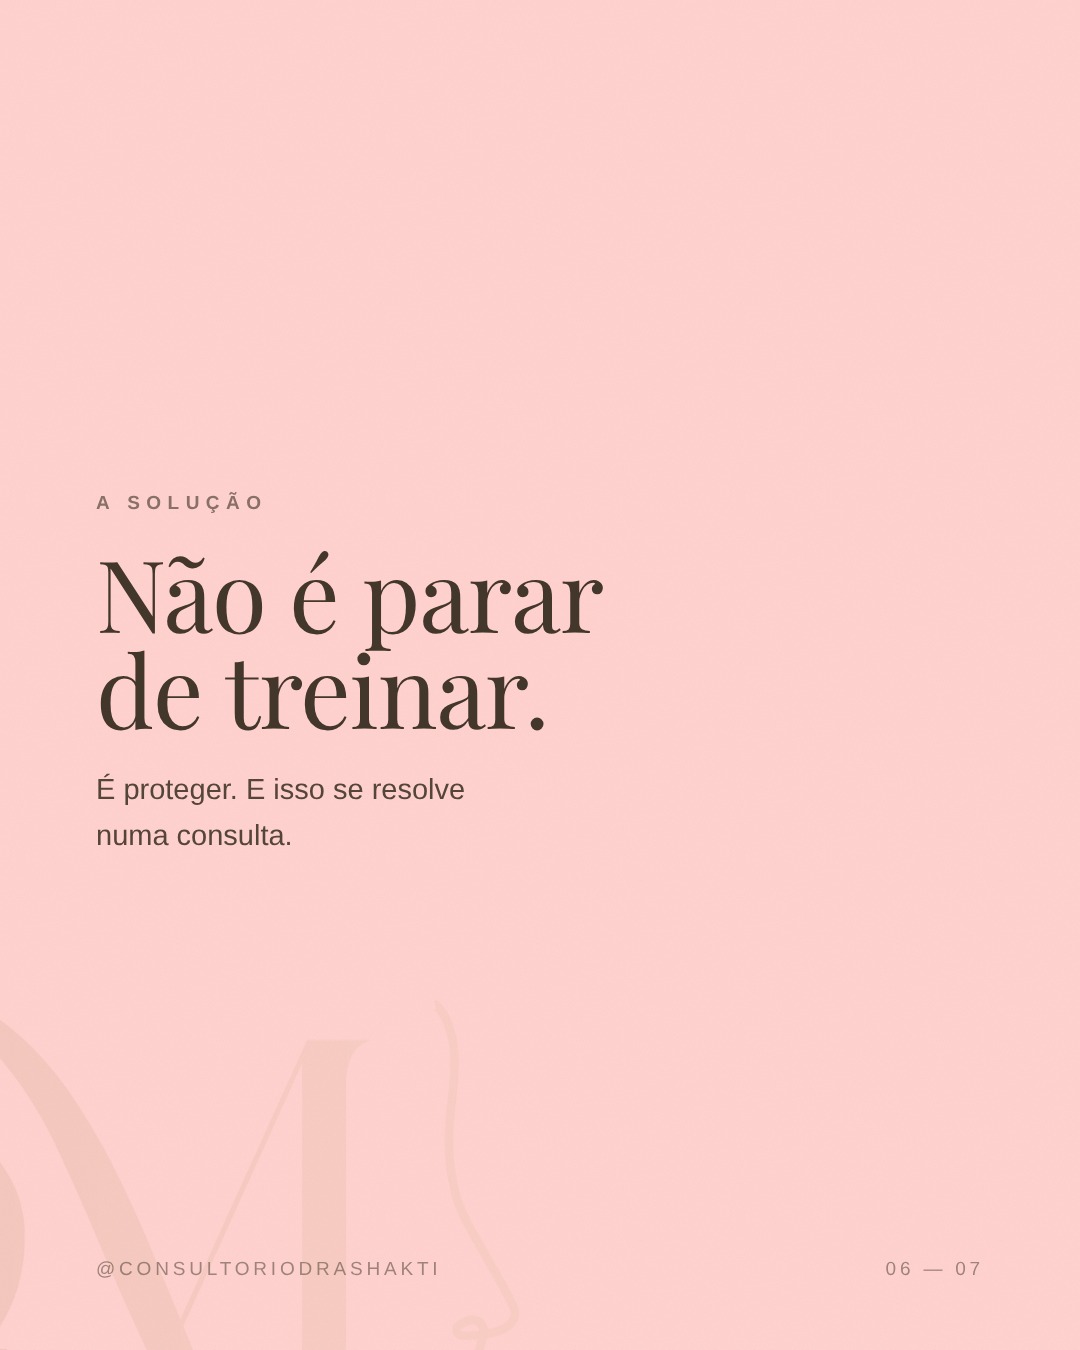 A SOLUÇÃO
Não é parar
de treinar.
É proteger. E isso se resolve
numa consulta.
@CONSULTORIODRASHAKTI
06 — 07